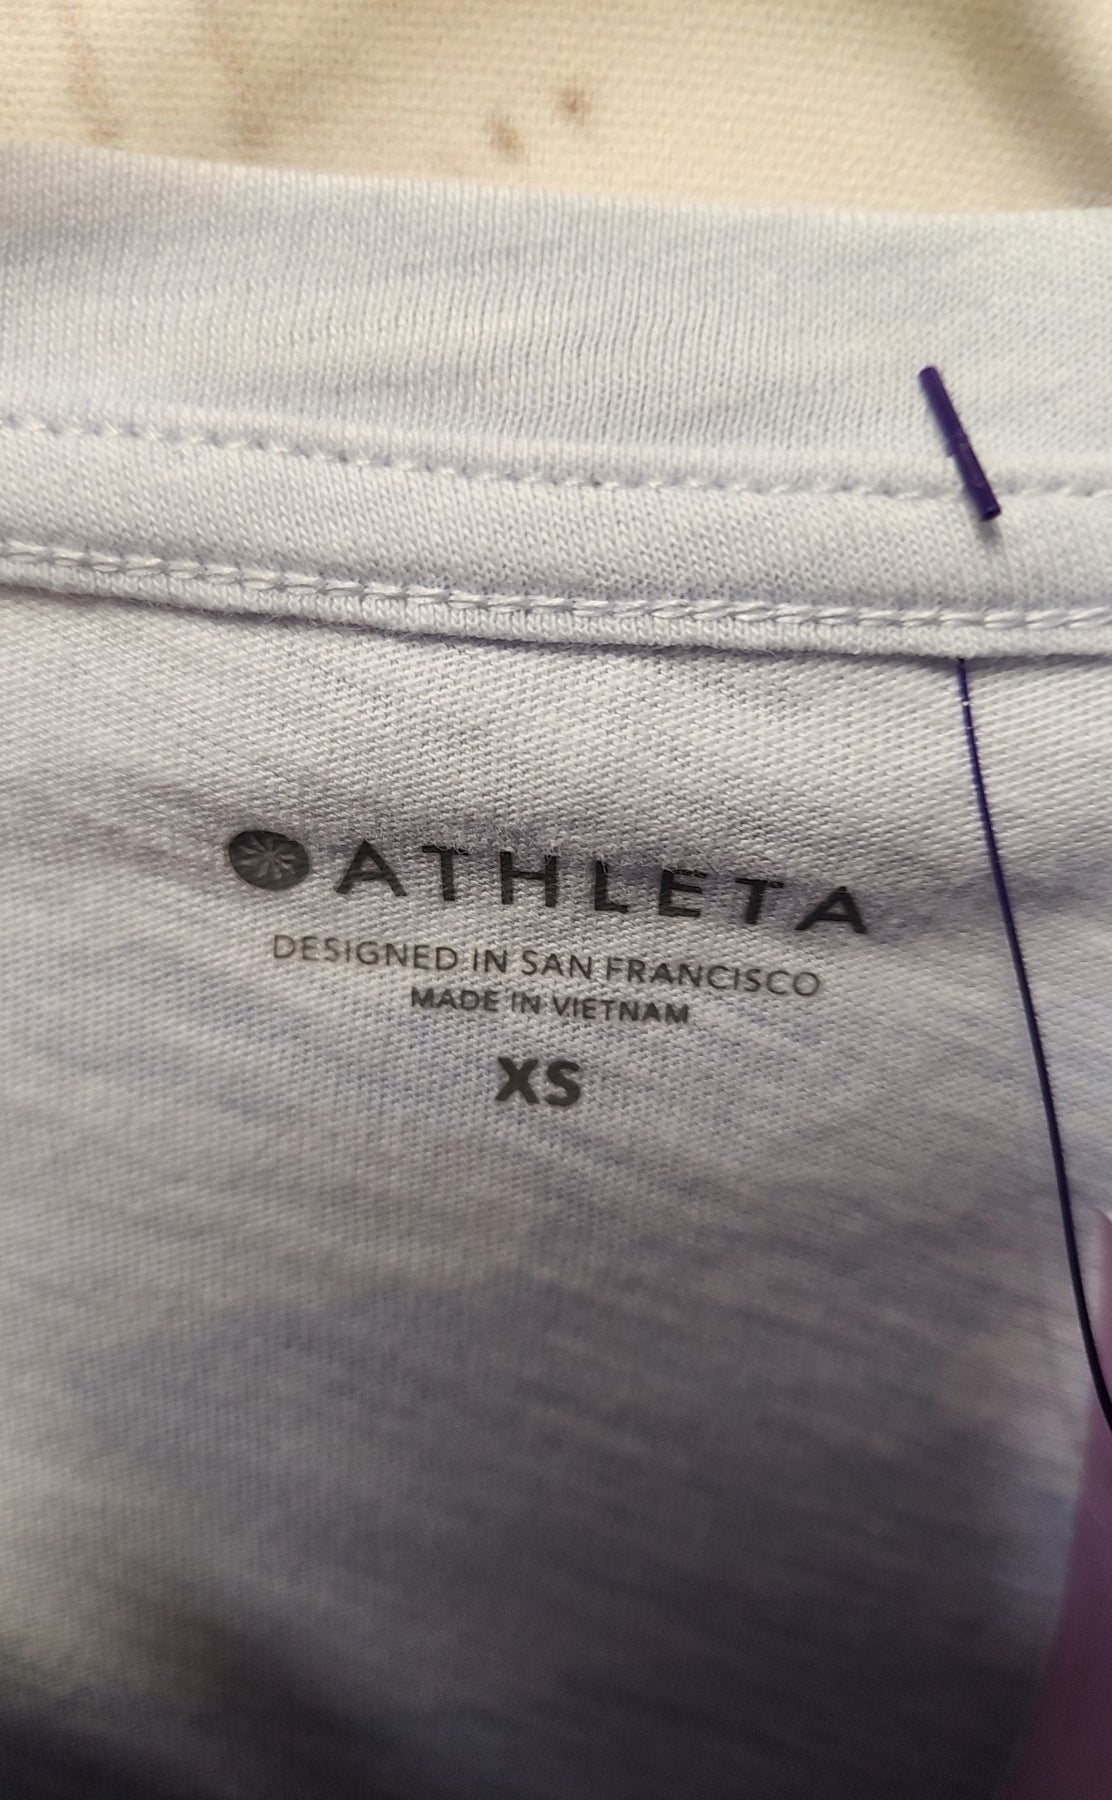 ATHLETA
DESIGNED IN SAN FRANCISCO
MADE IN VIETNAM
XS